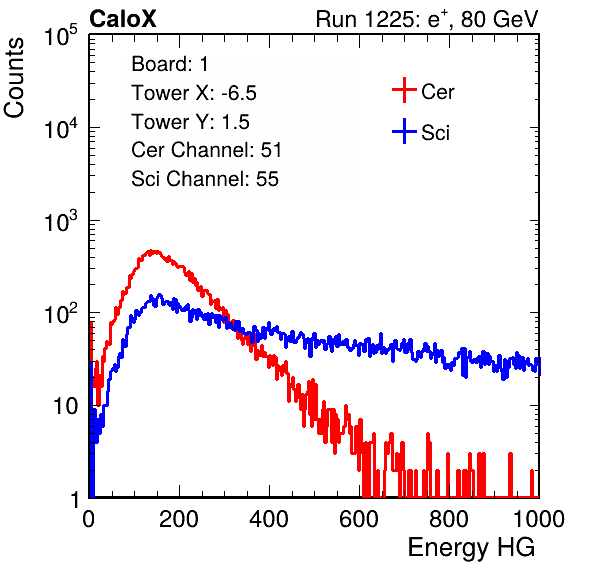 CaloX Run 1225: e⁺, 80 GeV
Counts
Board: 1
Tower X: -6.5
Tower Y: 1.5
Cer Channel: 51
Sci Channel: 55
Cer
Sci
10⁵
10⁴
10³
10²
10
1
0 200 400 600 800 1000
Energy HG